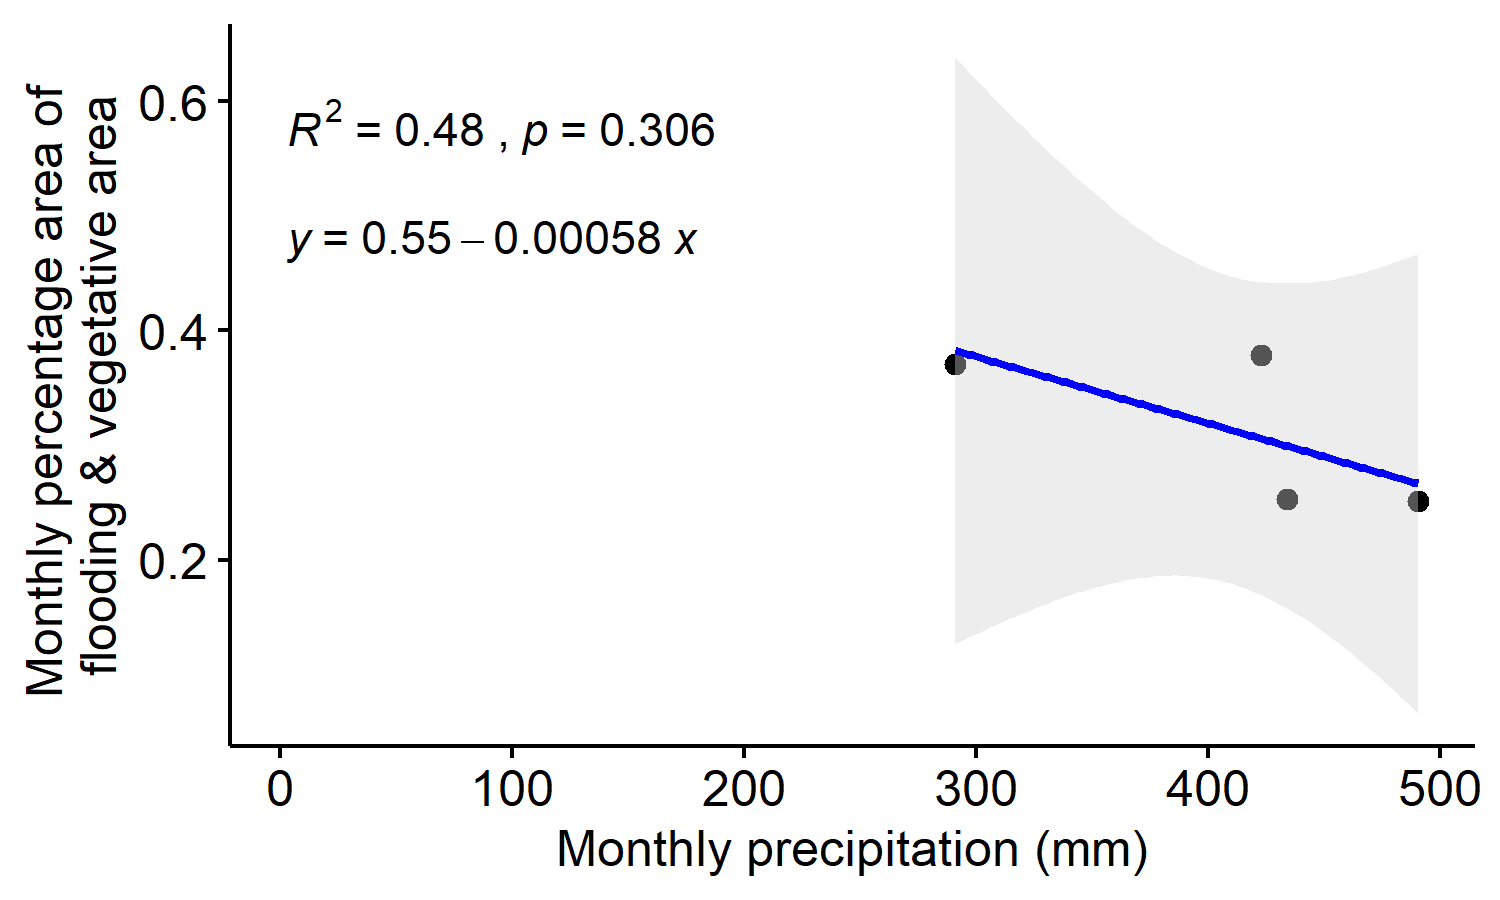 Monthly percentage area of
flooding & vegetative area
0.6
0.4
0.2
R² = 0.48 , p = 0.306
y = 0.55 – 0.00058 x
0 100 200 300 400 500
Monthly precipitation (mm)